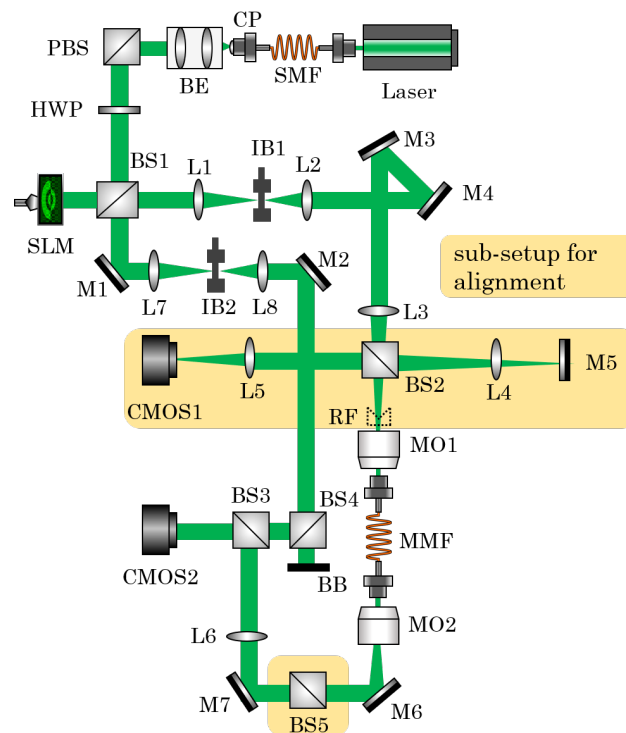 CP
PBS
BE
SMF
Laser
HWP
M3
IB1
BS1
L1
L2
M4
SLM
sub-setup for
alignment
M2
M1
L7
IB2
L8
L3
M5
BS2
CMOS1
L5
L4
RF
MO1
BS3
BS4
MMF
CMOS2
BB
MO2
L6
M7
BS5
M6